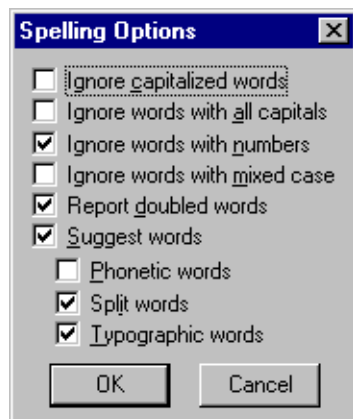 Spelling Options
Ignore capitalized words
Ignore words with all capitals
Ignore words with numbers
Ignore words with mixed case
Report doubled words
Suggest words
Phonetic words
Split words
Typographic words
OK Cancel